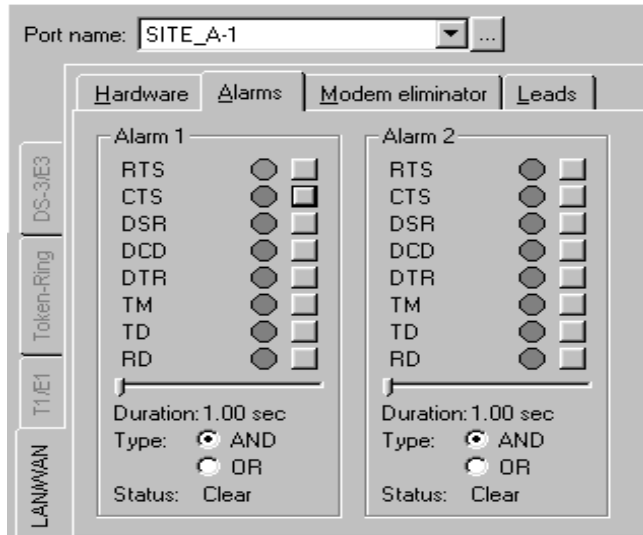 Port name: SITE_A-1 ...
Hardware Alarms Modem eliminator Leads
DS-3/E3
Token-Ring
T1/E1
LAN/WAN
Alarm 1
RTS
CTS
DSR
DCD
DTR
TM
TD
RD
Duration: 1.00 sec
Type: AND
OR
Status: Clear
Alarm 2
RTS
CTS
DSR
DCD
DTR
TM
TD
RD
Duration: 1.00 sec
Type: AND
OR
Status: Clear